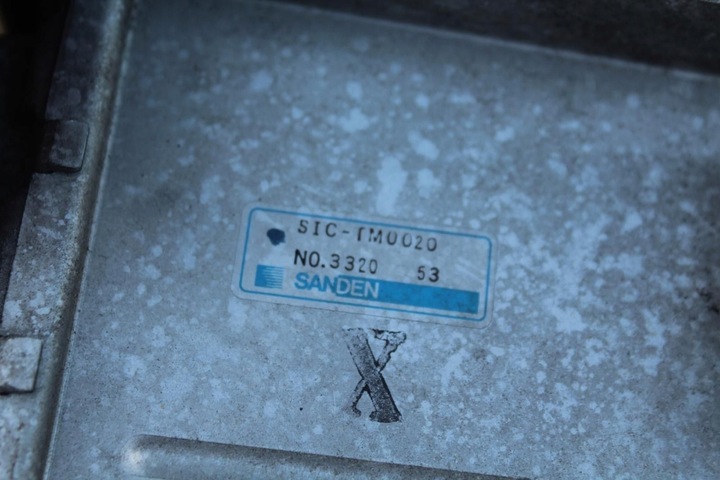 SIC-TM0020
NO.3320 53
SANDEN
X